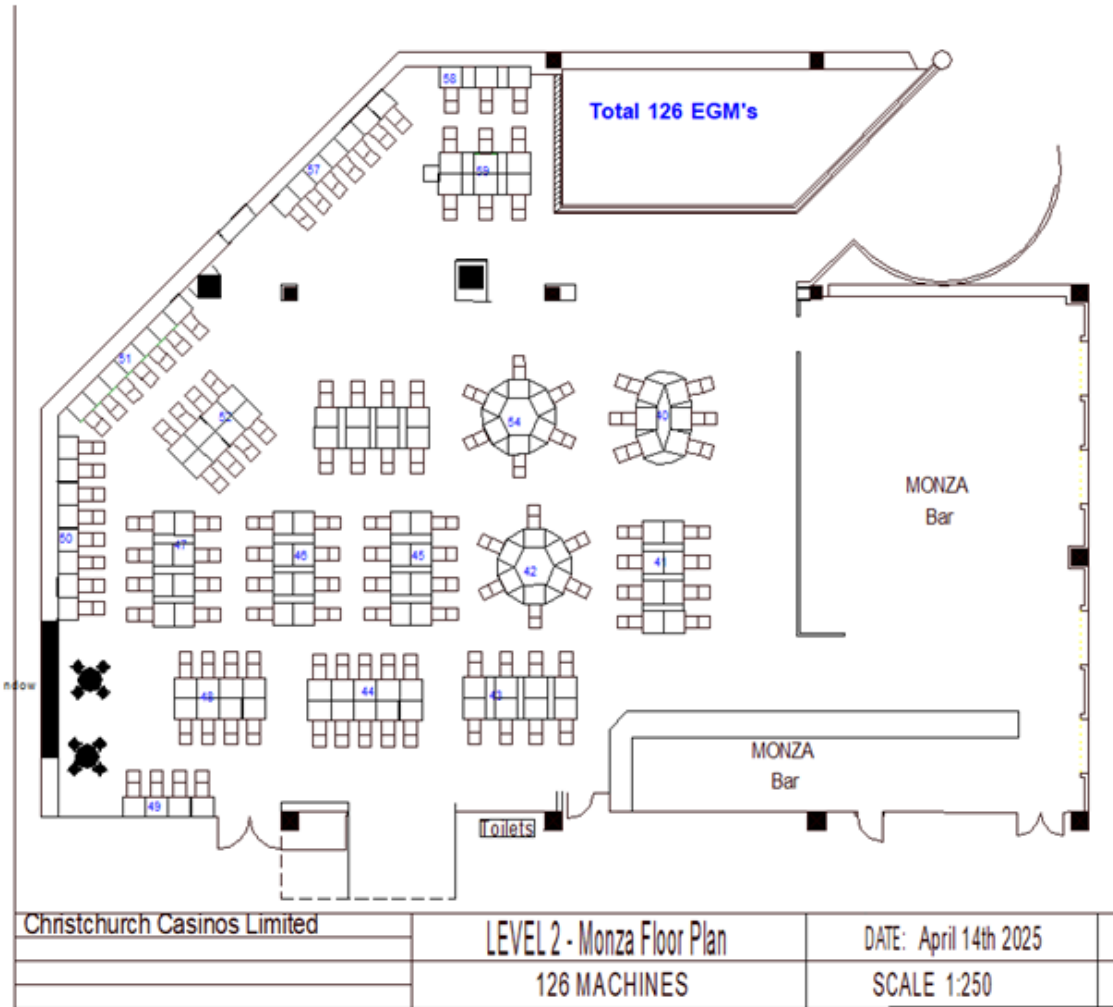 58
Total 126 EGM's
57
59
51
52
54
40
50
47
46
45
42
41
ndow
48
44
43
49
MONZA
Bar
MONZA
Bar
Toilets
Christchurch Casinos Limited
LEVEL 2 - Monza Floor Plan
DATE: April 14th 2025
126 MACHINES
SCALE 1:250